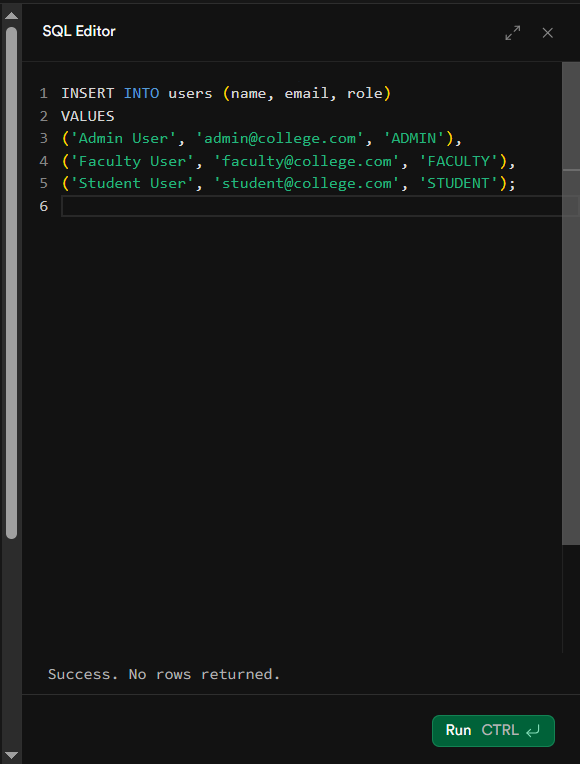 SQL Editor
1 INSERT INTO users (name, email, role)
2 VALUES
3 ('Admin User', 'admin@college.com', 'ADMIN'),
4 ('Faculty User', 'faculty@college.com', 'FACULTY'),
5 ('Student User', 'student@college.com', 'STUDENT');
6
Success. No rows returned.
Run CTRL